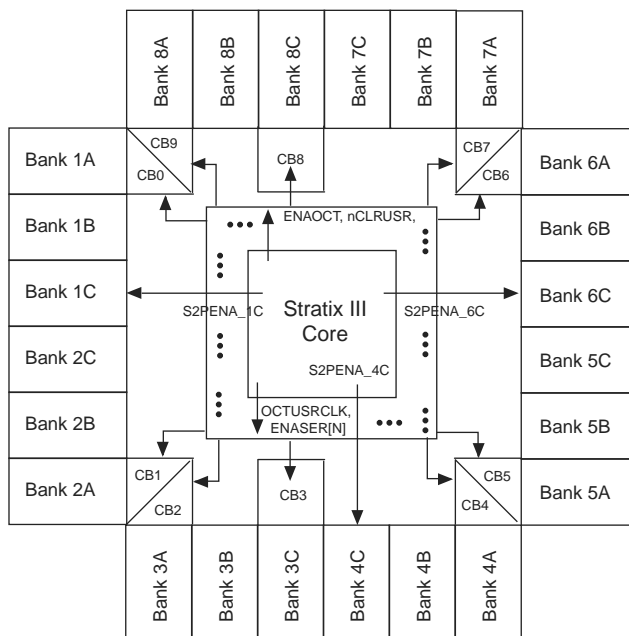 Bank 8A
Bank 8B
Bank 8C
Bank 7C
Bank 7B
Bank 7A
Bank 1A
CB9
CB0
CB8
CB7
CB6
Bank 6A
Bank 1B
ENAOCT, nCLRUSR,
Bank 6B
Bank 1C
S2PENA_1C
Stratix III
Core
S2PENA_6C
Bank 6C
Bank 2C
S2PENA_4C
Bank 5C
Bank 2B
OCTUSRCLK,
ENASER[N]
Bank 5B
Bank 2A
CB1
CB2
CB3
CB5
CB4
Bank 5A
Bank 3A
Bank 3B
Bank 3C
Bank 4C
Bank 4B
Bank 4A